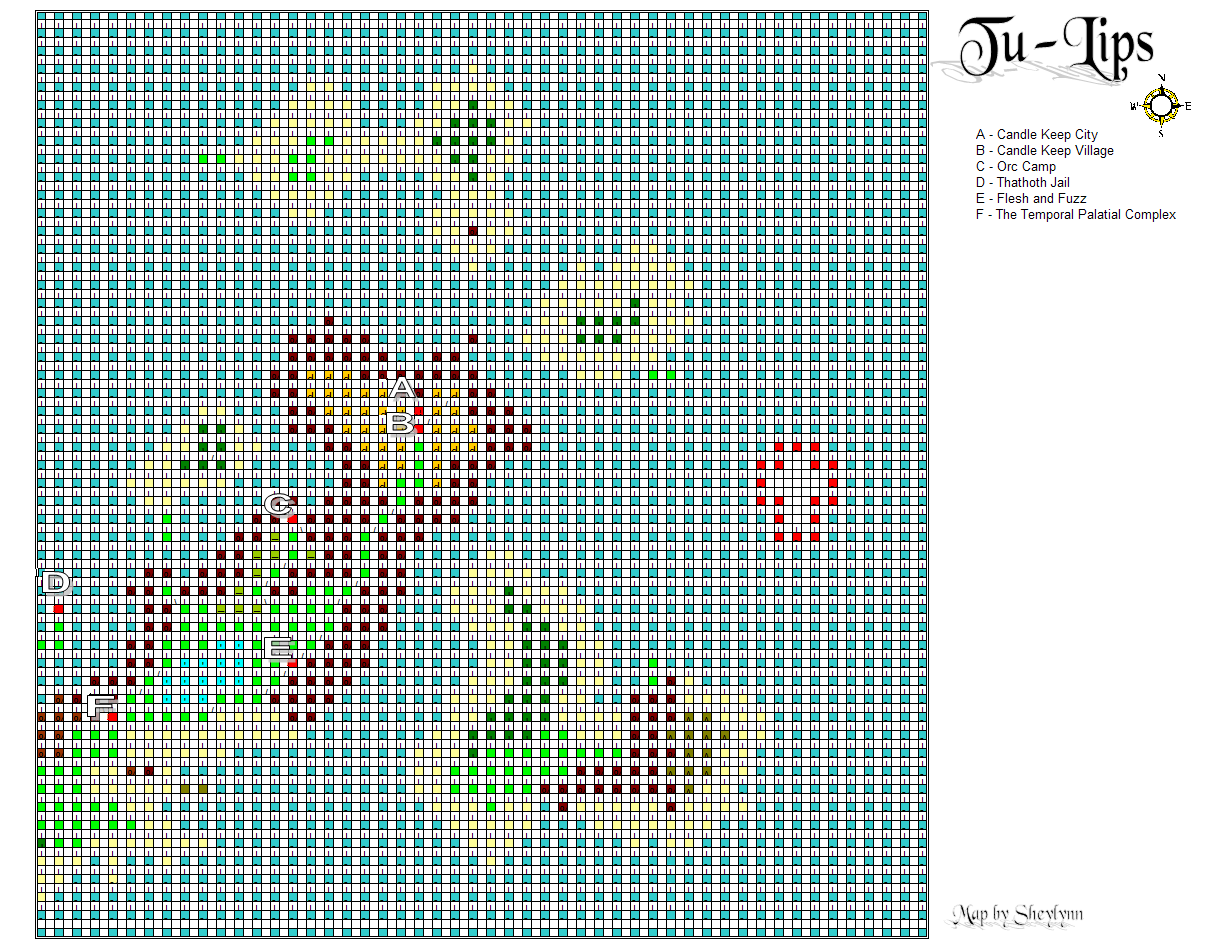 Tu-Lips
N
W E
S
A - Candle Keep City
B - Candle Keep Village
C - Orc Camp
D - Thathoth Jail
E - Flesh and Fuzz
F - The Temporal Palatial Complex
A
B
C
D
E
F
Map by Sheylynn